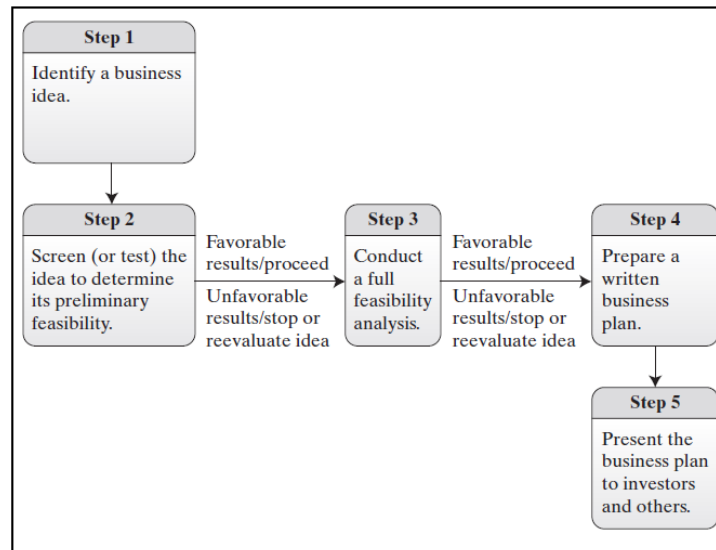 Step 1
Identify a business
idea.
Step 2
Screen (or test) the
idea to determine
its preliminary
feasibility.
Favorable
results/proceed
Unfavorable
results/stop or
reevaluate idea
Step 3
Conduct
a full
feasibility
analysis.
Favorable
results/proceed
Unfavorable
results/stop or
reevaluate idea
Step 4
Prepare a
written
business
plan.
Step 5
Present the
business plan
to investors
and others.